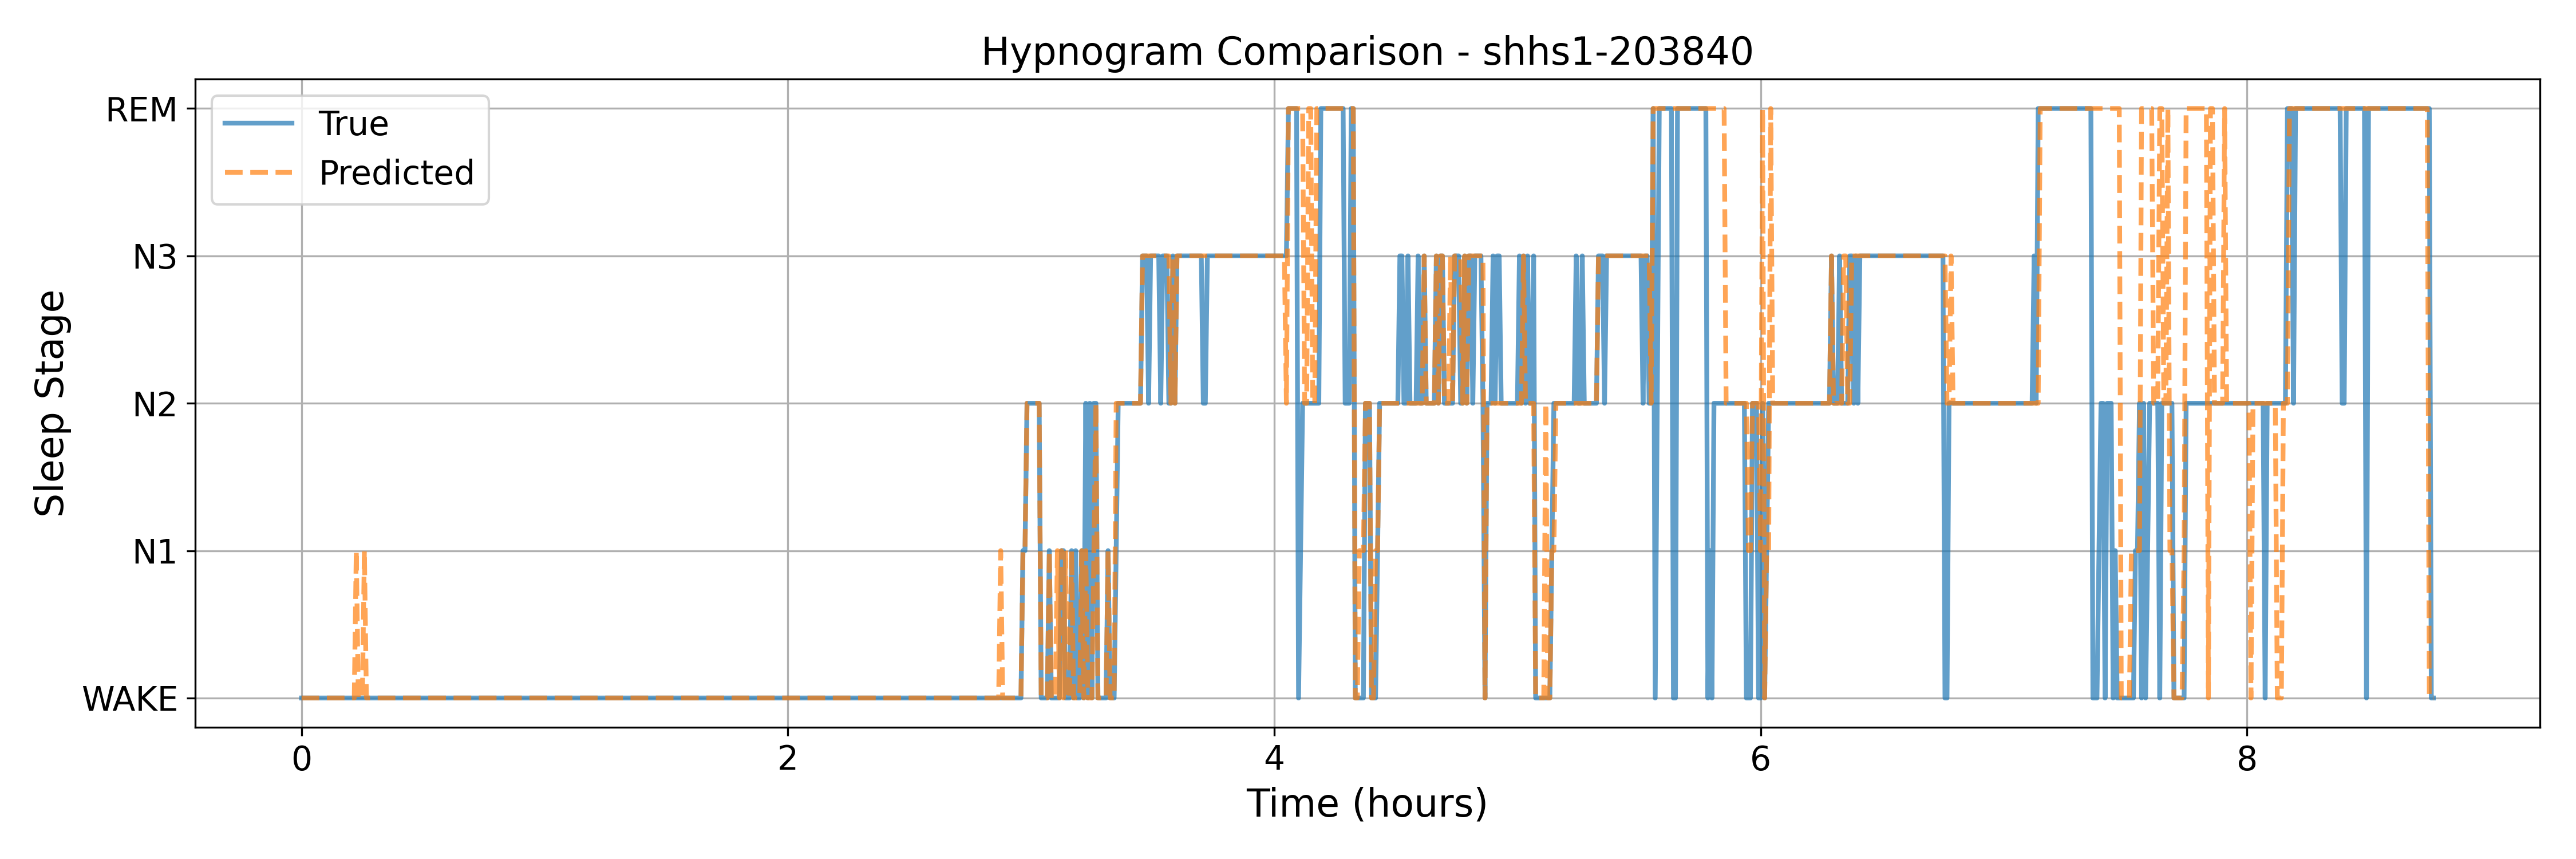 Hypnogram Comparison - shhs1-203840
True
Predicted
Sleep Stage
REM
N3
N2
N1
WAKE
0 2 4 6 8
Time (hours)